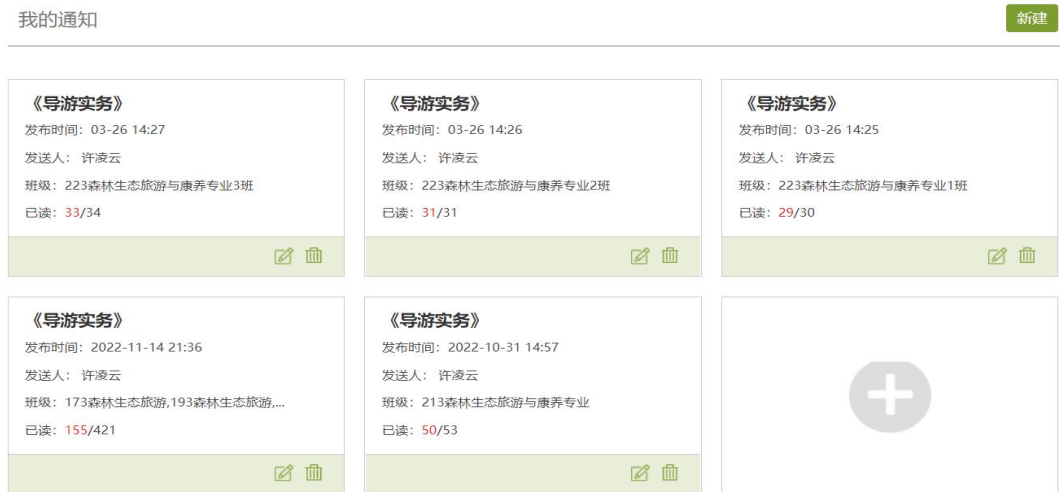 我的通知
新建
《导游实务》
发布时间：03-26 14:27
发送人： 许凌云
班级：223森林生态旅游与康养专业3班
已读：33/34
《导游实务》
发布时间：03-26 14:26
发送人： 许凌云
班级：223森林生态旅游与康养专业2班
已读：31/31
《导游实务》
发布时间：03-26 14:25
发送人： 许凌云
班级：223森林生态旅游与康养专业1班
已读：29/30
《导游实务》
发布时间：2022-11-14 21:36
发送人： 许凌云
班级：173森林生态旅游,193森林生态旅游,...
已读：155/421
《导游实务》
发布时间：2022-10-31 14:57
发送人： 许凌云
班级：213森林生态旅游与康养专业
已读：50/53